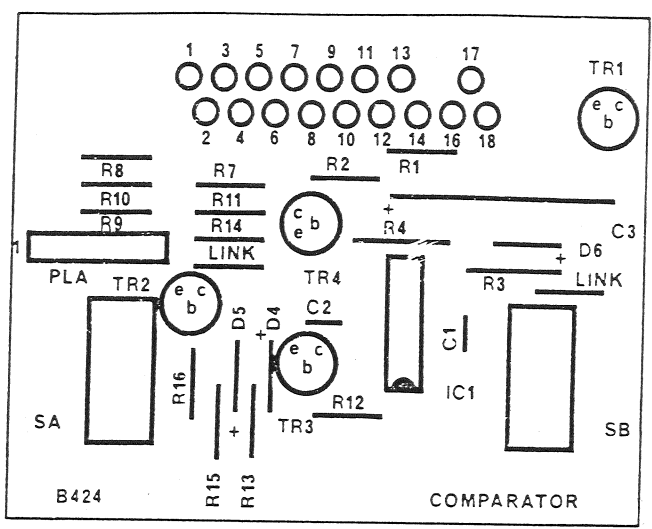 1 3 5 7 9 11 13 17
TR1
e c
b
2 4 6 8 10 12 14 16 18
R8 R7 R2 R1
R10 R11
+
R9 R14 c b R4 C3
e
1 LINK + D6
PLA TR2 TR4 R3 LINK
e c
b
D5 + D4 C2
C1
e c
b
R16 R12 IC1
SA + TR3 SB
R15 R13
B424 COMPARATOR